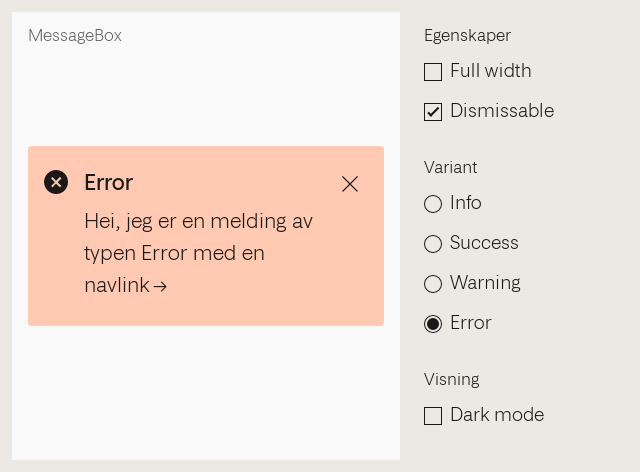 MessageBox
Error
Hei, jeg er en melding av
typen Error med en
navlink →
Egenskaper
Full width
Dismissable
Variant
Info
Success
Warning
Error
Visning
Dark mode